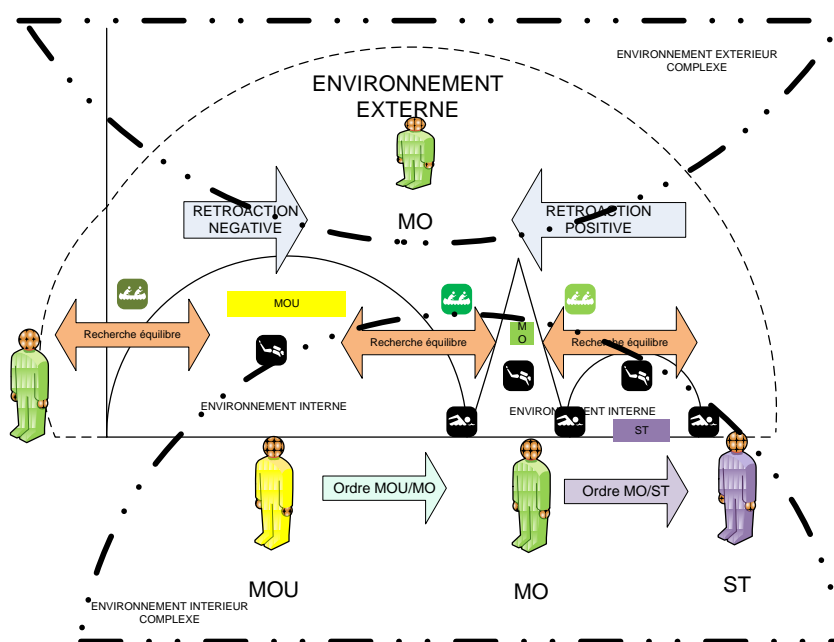 ENVIRONNEMENT EXTERIEUR
COMPLEXE
ENVIRONNEMENT
EXTERNE
RETROACTION
NEGATIVE
MO
RETROACTION
POSITIVE
MOU
M
O
Recherche équilibre
Recherche équilibre
Recherche équilibre
ENVIRONNEMENT INTERNE
ENVIRONNEMENT INTERNE
ST
Ordre MOU/MO
Ordre MO/ST
MOU
MO
ST
ENVIRONNEMENT INTERIEUR
COMPLEXE